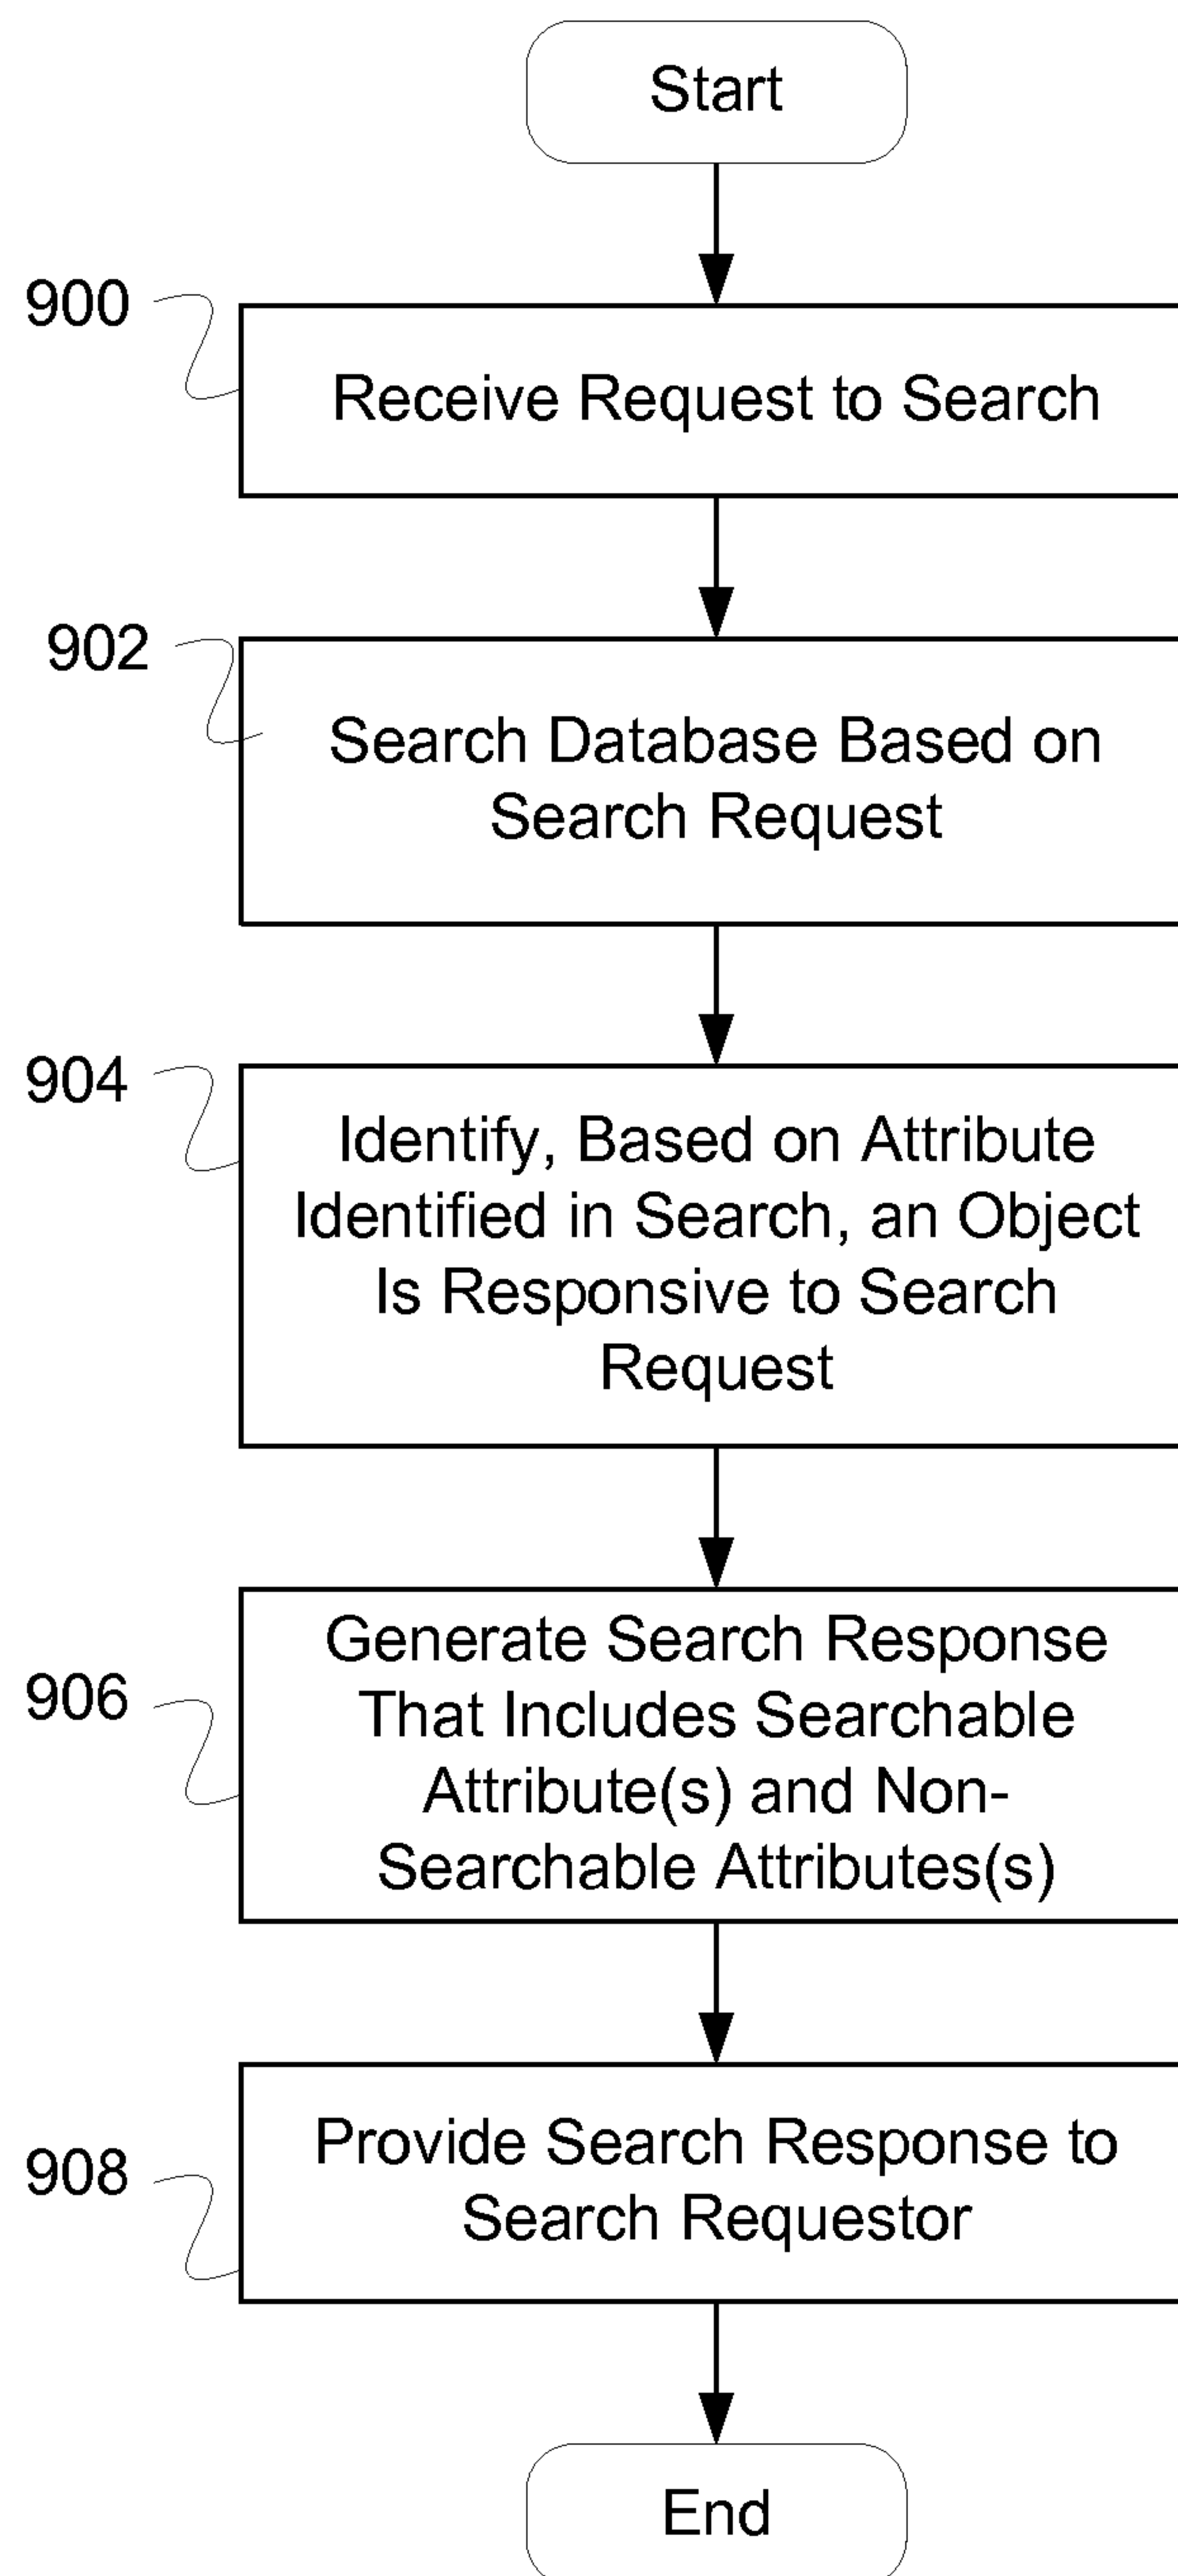 Start
900
Receive Request to Search
902
Search Database Based on
Search Request
904
Identify, Based on Attribute
Identified in Search, an Object
Is Responsive to Search
Request
906
Generate Search Response
That Includes Searchable
Attribute(s) and Non-
Searchable Attributes(s)
908
Provide Search Response to
Search Requestor
End